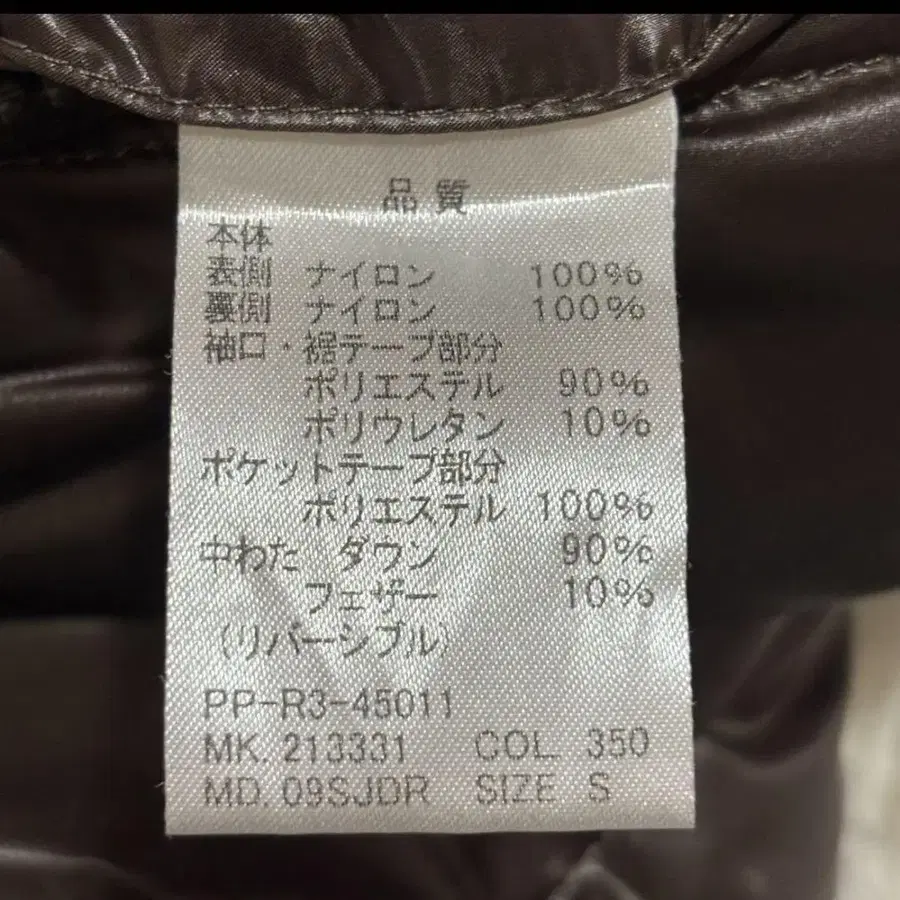 品質
本体
表側 ナイロン 100%
裏側 ナイロン 100%
袖口・裾テープ部分
ポリエステル 90%
ポリウレタン 10%
ポケットテープ部分
ポリエステル 100%
中わた ダウン 90%
フェザー 10%
(リバーシブル)
PP-R3-45011
MK. 213331 COL 350
MD. 09SJDR SIZE S